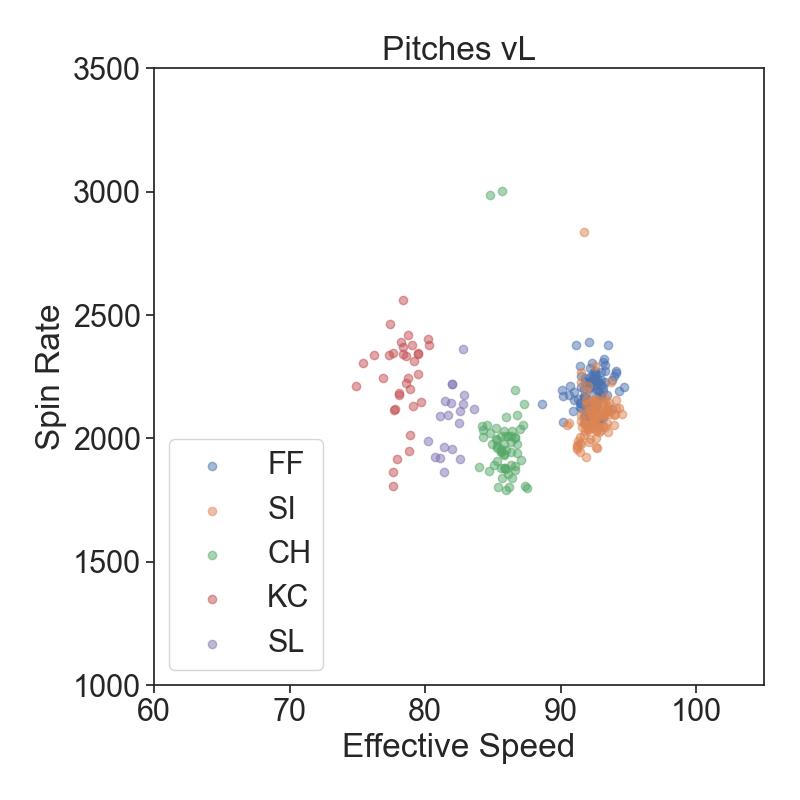 Pitches vL
3500
3000
2500
2000
1500
1000
Spin Rate
FF
SI
CH
KC
SL
60 70 80 90 100
Effective Speed